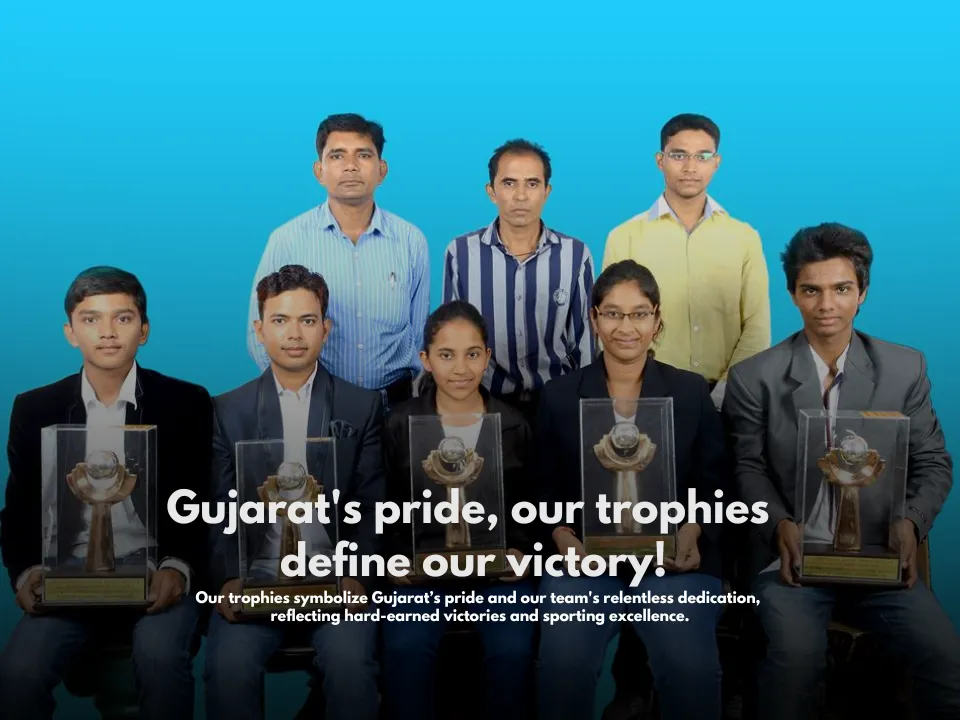 Gujarat's pride, our trophies
define our victory!
Our trophies symbolize Gujarat’s pride and our team's relentless dedication,
reflecting hard-earned victories and sporting excellence.